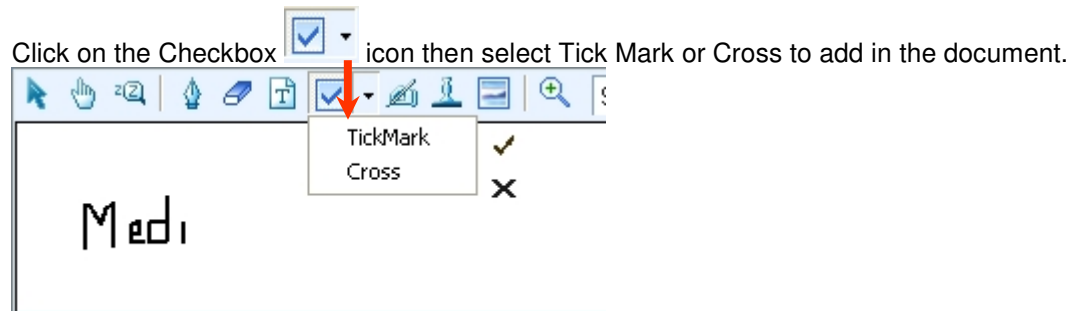 Click on the Checkbox icon then select Tick Mark or Cross to add in the document.
TickMark
Cross
Medi